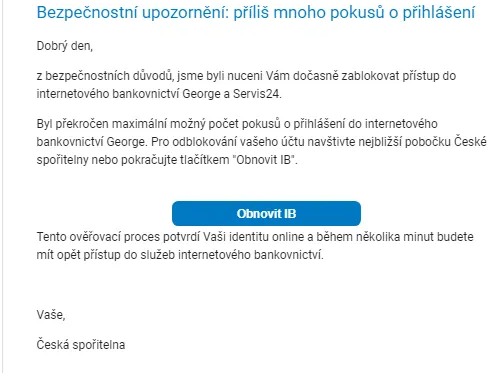 Bezpečnostní upozornění: příliš mnoho pokusů o přihlášení
Dobrý den,
z bezpečnostních důvodů, jsme byli nuceni Vám dočasně zablokovat přístup do
internetového bankovnictví George a Servis24.
Byl překročen maximální možný počet pokusů o přihlášení do internetového
bankovnictví George. Pro odblokování vašeho účtu navštivte nejbližší pobočku České
spořitelny nebo pokračujte tlačítkem "Obnovit IB".
Obnovit IB
Tento ověřovací proces potvrdí Vaši identitu online a během několika minut budete
mít opět přístup do služeb internetového bankovnictví.
Vaše,
Česká spořitelna